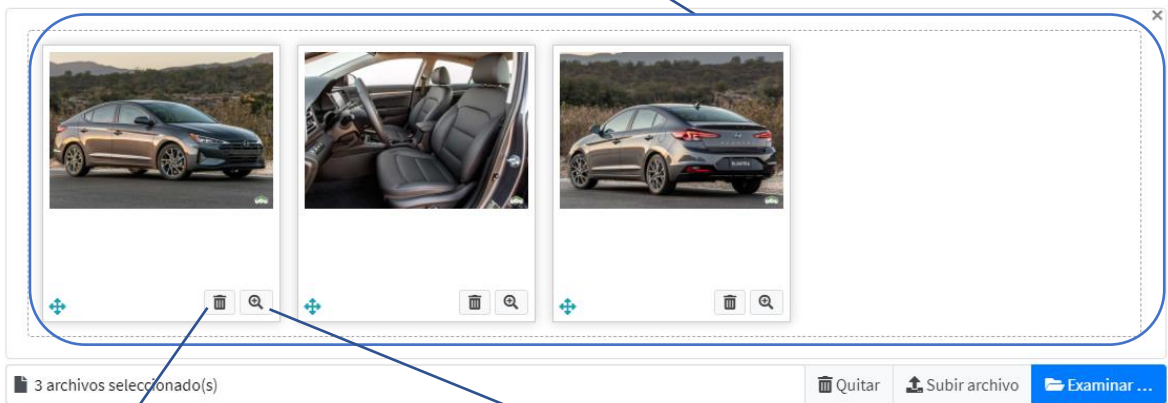 ×
3 archivos seleccionado(s)
Quitar
Subir archivo
Examinar ...